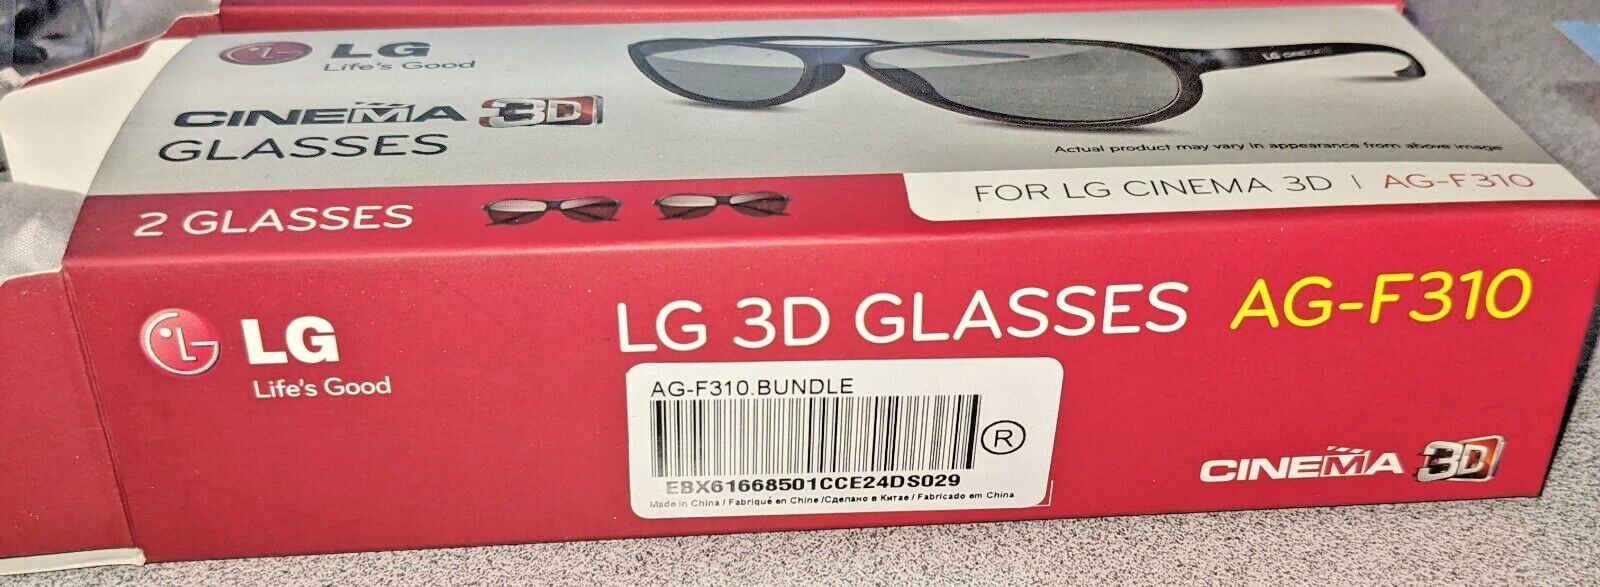 LG
Life's Good
CINEMA 3D
GLASSES
LG CINEMA
Actual product may vary in appearance from above image
2 GLASSES
FOR LG CINEMA 3D | AG-F310
LG
Life's Good
LG 3D GLASSES AG-F310
AG-F310.BUNDLE
R
EBX61668501CCE24DS029
Made in China / Fabriqué en Chine /Сделано в Китае / Fabricado em China
CINEMA 3D